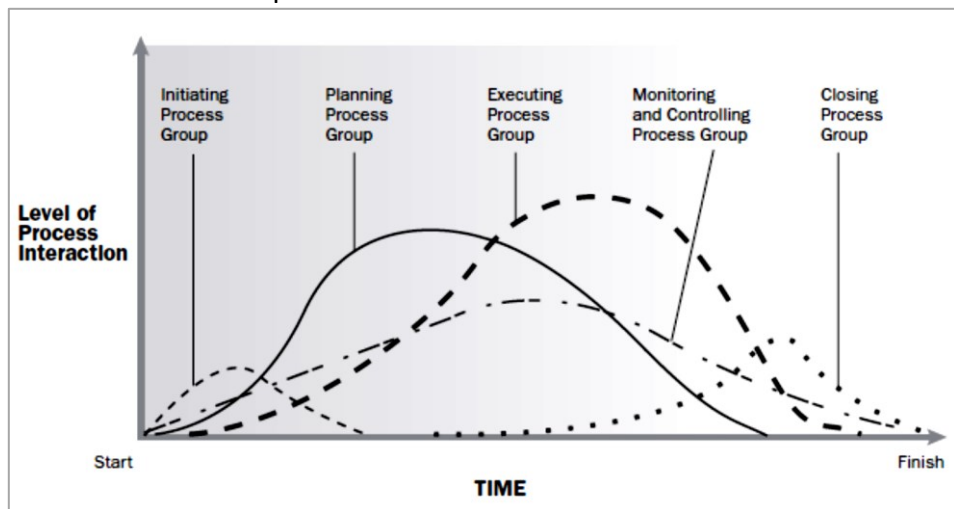 Initiating
Process
Group
Planning
Process
Group
Executing
Process
Group
Monitoring
and Controlling
Process Group
Closing
Process
Group
Level of
Process
Interaction
Start
Finish
TIME